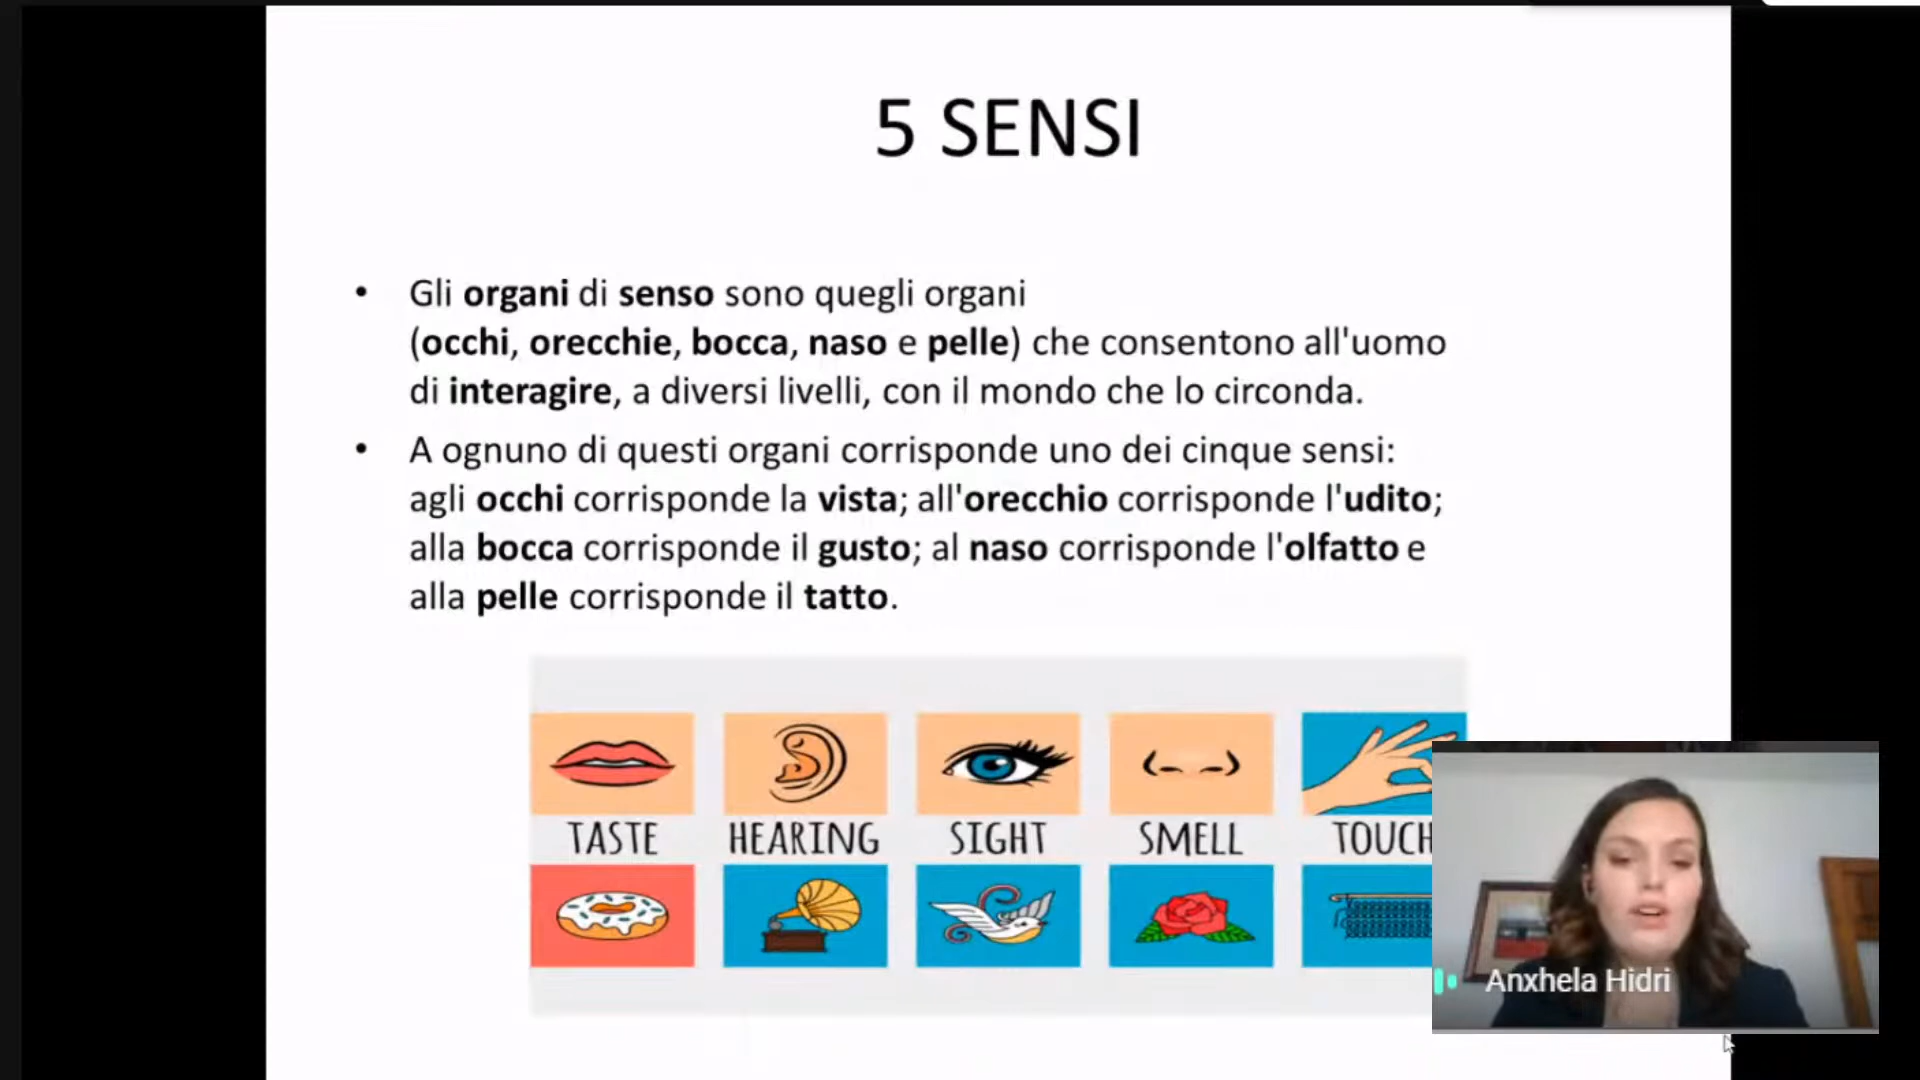 5 SENSI
• Gli organi di senso sono quegli organi
(occhi, orecchie, bocca, naso e pelle) che consentono all'uomo
di interagire, a diversi livelli, con il mondo che lo circonda.
• A ognuno di questi organi corrisponde uno dei cinque sensi:
agli occhi corrisponde la vista; all'orecchio corrisponde l'udito;
alla bocca corrisponde il gusto; al naso corrisponde l'olfatto e
alla pelle corrisponde il tatto.
TASTE HEARING SIGHT SMELL TOUCH
Anxhela Hidri